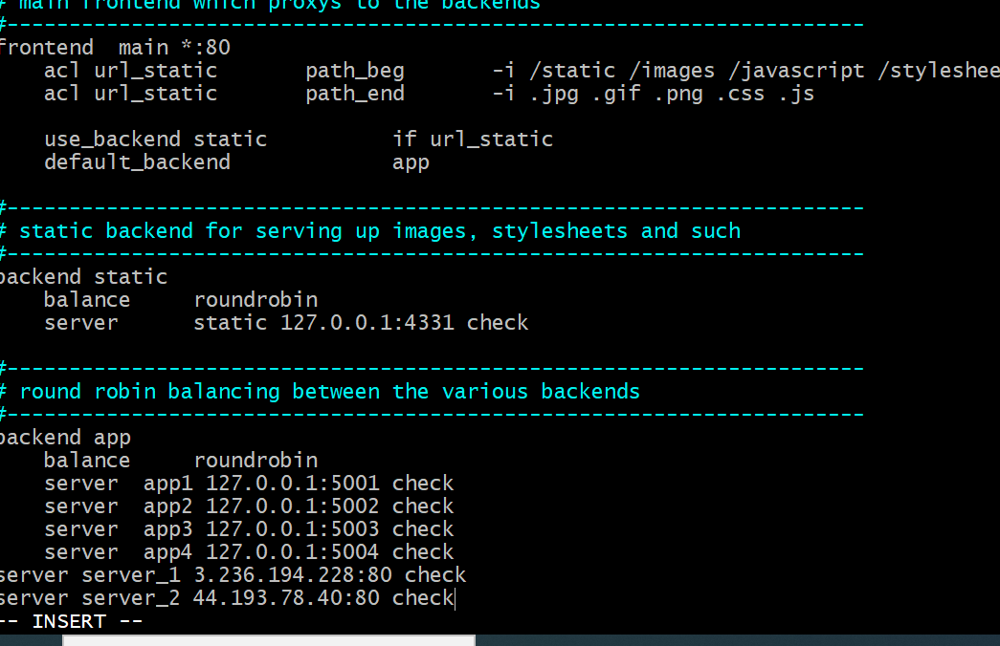 # main frontend which proxys to the backends
#---------------------------------------------------------------------
frontend  main *:80
    acl url_static       path_beg       -i /static /images /javascript /styleshee
    acl url_static       path_end       -i .jpg .gif .png .css .js
    use_backend static          if url_static
    default_backend             app
#---------------------------------------------------------------------
# static backend for serving up images, stylesheets and such
#---------------------------------------------------------------------
backend static
    balance     roundrobin
    server      static 127.0.0.1:4331 check
#---------------------------------------------------------------------
# round robin balancing between the various backends
#---------------------------------------------------------------------
backend app
    balance     roundrobin
    server  app1 127.0.0.1:5001 check
    server  app2 127.0.0.1:5002 check
    server  app3 127.0.0.1:5003 check
    server  app4 127.0.0.1:5004 check
server server_1 3.236.194.228:80 check
server server_2 44.193.78.40:80 check
-- INSERT --